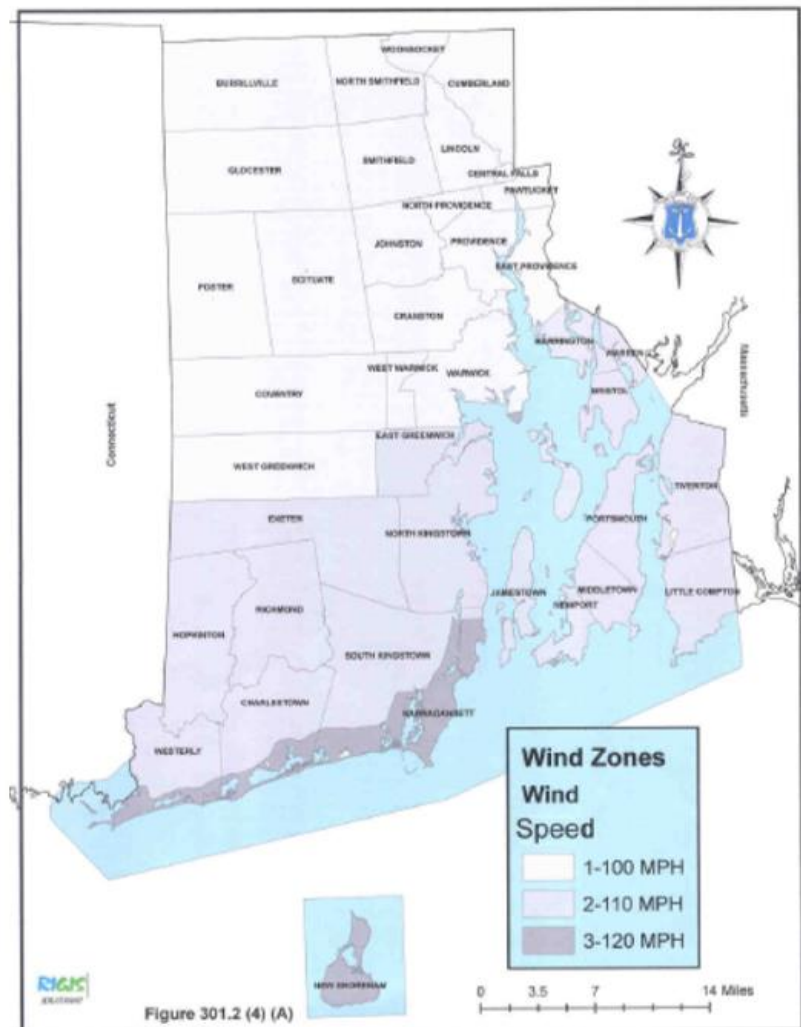 WOONSOCKET
BURRILLVILLE
NORTH SMITHFIELD
CUMBERLAND
LINCOLN
GLOCESTER
SMITHFIELD
CENTRAL FALLS
PAWTUCKET
NORTH PROVIDENCE
JOHNSTON
PROVIDENCE
EAST PROVIDENCE
FOSTER
SCITUATE
CRANSTON
BARRINGTON
WARREN
WEST WARWICK
WARWICK
BRISTOL
COVENTRY
Massachusetts
Connecticut
EAST GREENWICH
WEST GREENWICH
TIVERTON
EXETER
NORTH KINGSTOWN
PORTSMOUTH
JAMESTOWN
MIDDLETOWN
LITTLE COMPTON
NEWPORT
RICHMOND
HOPKINTON
SOUTH KINGSTOWN
CHARLESTOWN
NARRAGANSETT
WESTERLY
Wind Zones
Wind
Speed
1-100 MPH
2-110 MPH
3-120 MPH
NEW SHOREHAM
RIGIS
0 3.5 7 14 Miles
Figure 301.2 (4) (A)